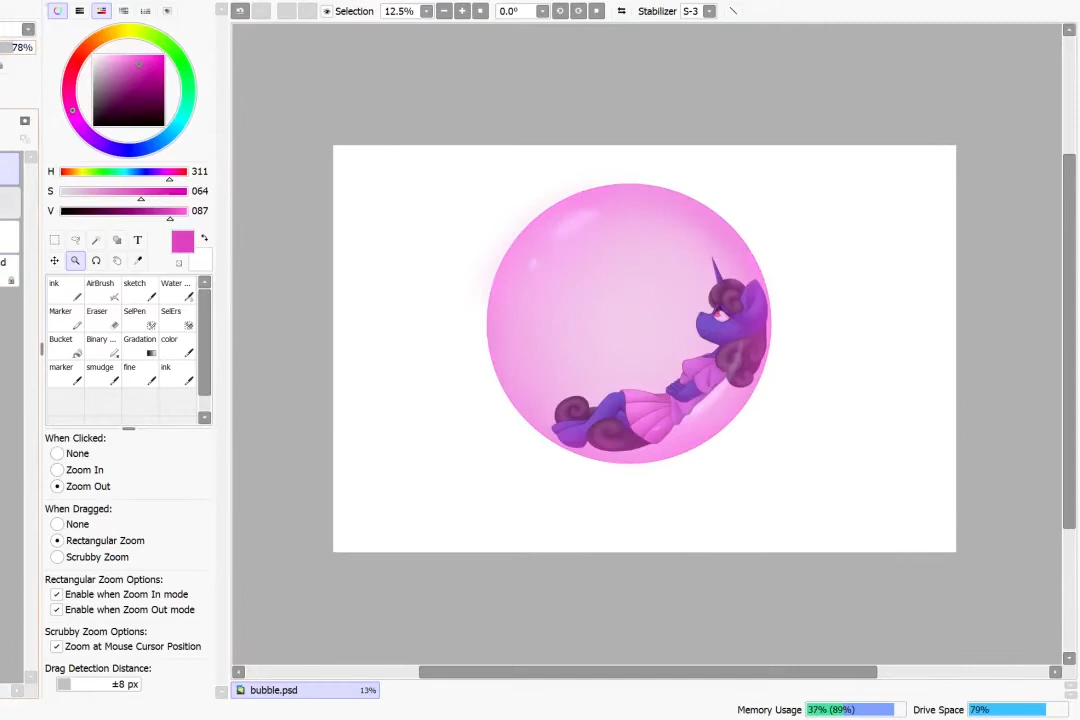 Selection 12.5% 0.0° Stabilizer S-3
78%
H 311
S 064
V 087
T
d
ink AirBrush sketch Water ...
Marker Eraser SelPen SelErs
Bucket Binary ... Gradation color
marker smudge fine ink
When Clicked:
None
Zoom In
Zoom Out
When Dragged:
None
Rectangular Zoom
Scrubby Zoom
Rectangular Zoom Options:
Enable when Zoom In mode
Enable when Zoom Out mode
Scrubby Zoom Options:
Zoom at Mouse Cursor Position
Drag Detection Distance:
±8 px
bubble.psd 13%
Memory Usage 37% (89%) Drive Space 79%